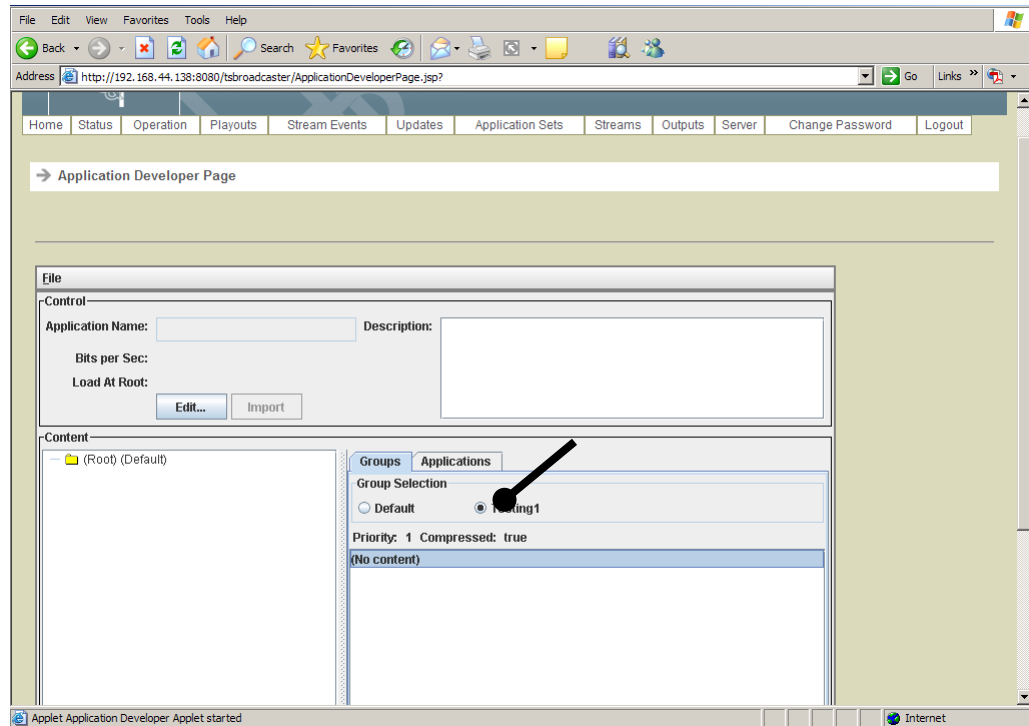 File Edit View Favorites Tools Help
Back Search Favorites
Address http://192.168.44.138:8080/tsbroadcaster/ApplicationDeveloperPage.jsp? Go Links »
Home Status Operation Playouts Stream Events Updates Application Sets Streams Outputs Server Change Password Logout
Application Developer Page
File
Control
Application Name: Description:
Bits per Sec:
Load At Root:
Edit... Import
Content
(Root) (Default) Groups Applications
Group Selection
Default
Priority: 1 Compressed: true
(No content)
Applet Application Developer Applet started Internet